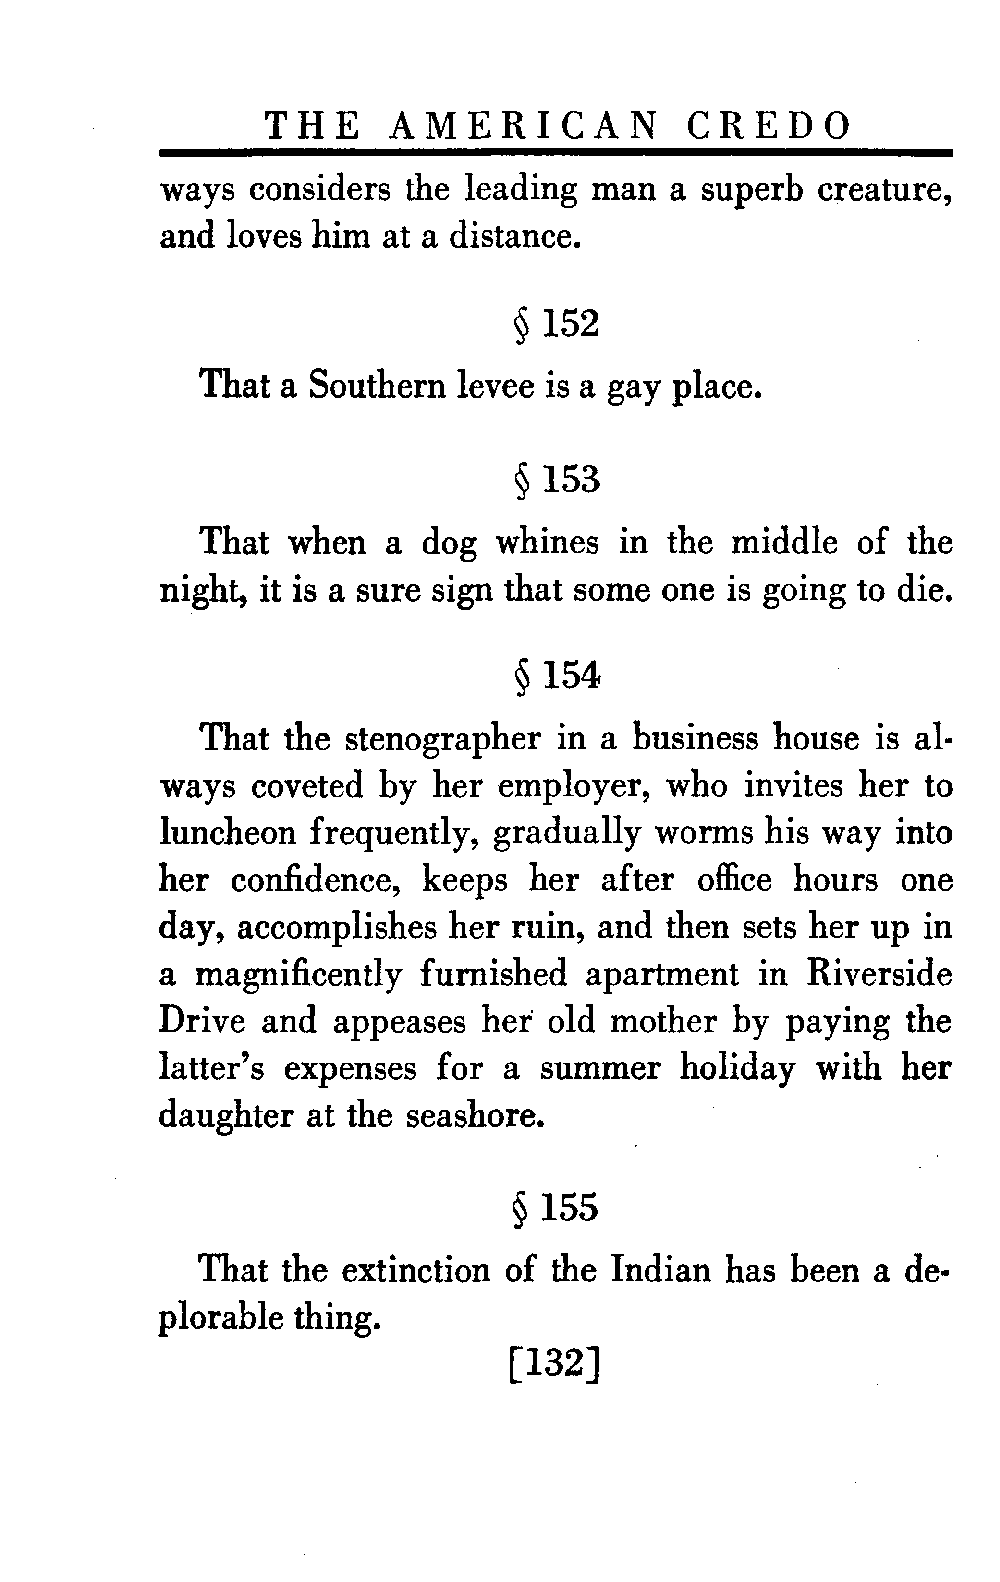 THE AMERICAN CREDO
ways considers the leading man a superb creature,
and loves him at a distance.
§ 152
That a Southern levee is a gay place.
§ 153
That when a dog whines in the middle of the
night, it is a sure sign that some one is going to die.
§ 154
That the stenographer in a business house is al-
ways coveted by her employer, who invites her to
luncheon frequently, gradually worms his way into
her confidence, keeps her after office hours one
day, accomplishes her ruin, and then sets her up in
a magnificently furnished apartment in Riverside
Drive and appeases her old mother by paying the
latter's expenses for a summer holiday with her
daughter at the seashore.
§ 155
That the extinction of the Indian has been a de-
plorable thing.
[132]